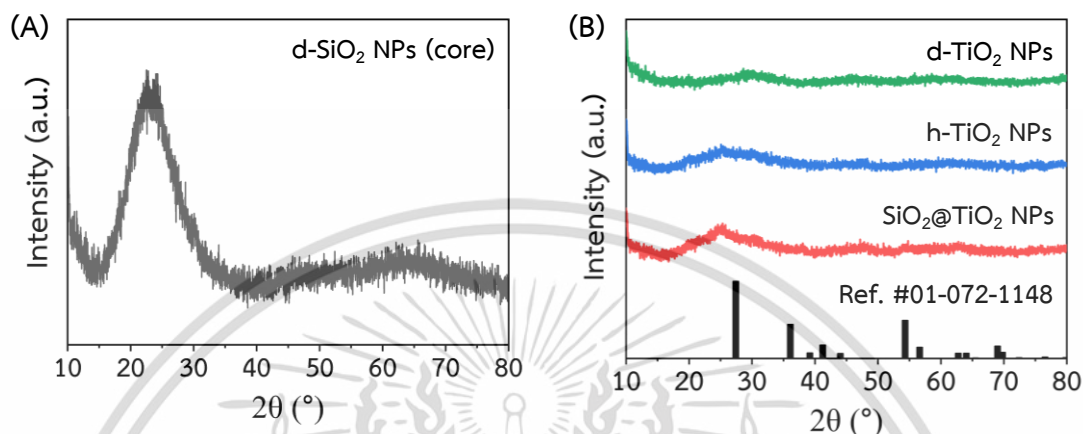 (A)
d-SiO₂ NPs (core)
Intensity (a.u.)
10 20 30 40 50 60 70 80
2θ (°)
(B)
d-TiO₂ NPs
h-TiO₂ NPs
SiO₂@TiO₂ NPs
Ref. #01-072-1148
Intensity (a.u.)
10 20 30 40 50 60 70 80
2θ (°)